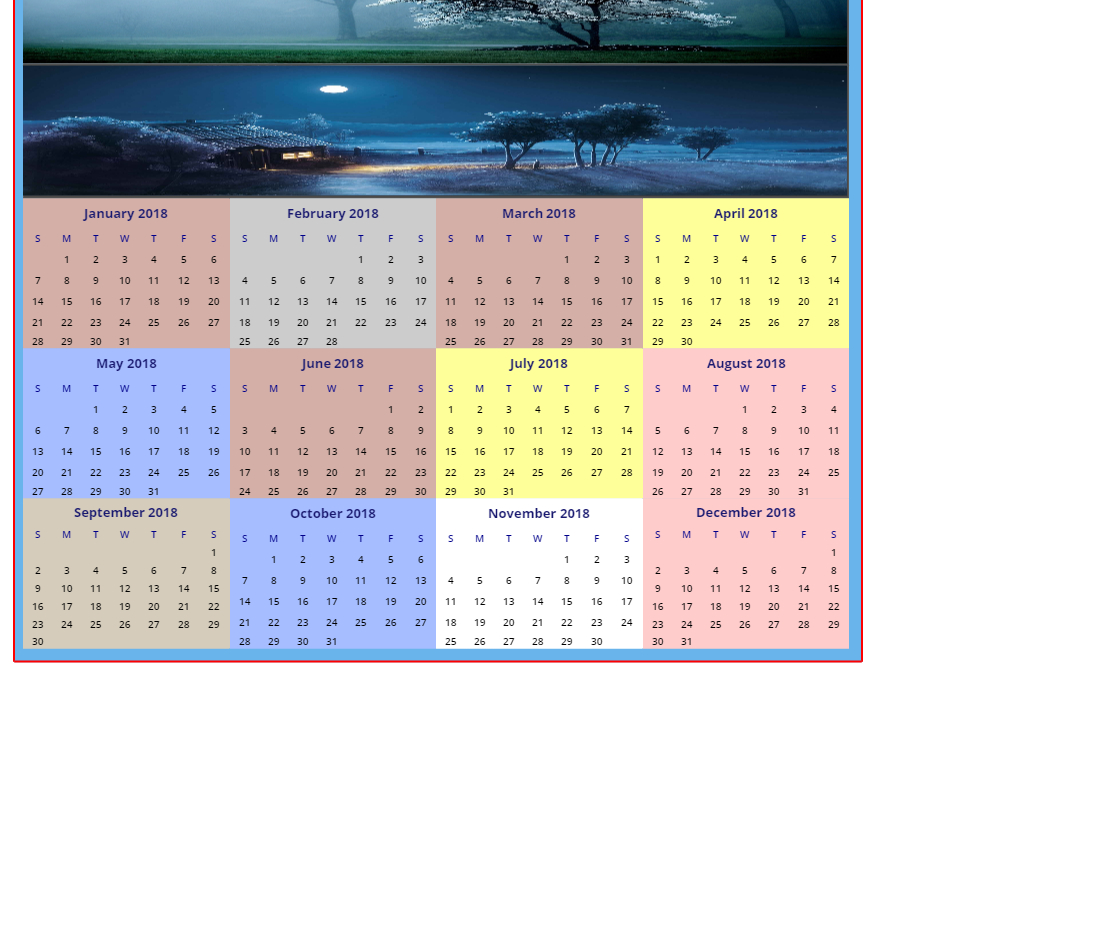 January 2018
S M T W T F S
1 2 3 4 5 6
7 8 9 10 11 12 13
14 15 16 17 18 19 20
21 22 23 24 25 26 27
28 29 30 31
February 2018
S M T W T F S
1 2 3
4 5 6 7 8 9 10
11 12 13 14 15 16 17
18 19 20 21 22 23 24
25 26 27 28
March 2018
S M T W T F S
1 2 3
4 5 6 7 8 9 10
11 12 13 14 15 16 17
18 19 20 21 22 23 24
25 26 27 28 29 30 31
April 2018
S M T W T F S
1 2 3 4 5 6 7
8 9 10 11 12 13 14
15 16 17 18 19 20 21
22 23 24 25 26 27 28
29 30
May 2018
S M T W T F S
1 2 3 4 5
6 7 8 9 10 11 12
13 14 15 16 17 18 19
20 21 22 23 24 25 26
27 28 29 30 31
June 2018
S M T W T F S
1 2
3 4 5 6 7 8 9
10 11 12 13 14 15 16
17 18 19 20 21 22 23
24 25 26 27 28 29 30
July 2018
S M T W T F S
1 2 3 4 5 6 7
8 9 10 11 12 13 14
15 16 17 18 19 20 21
22 23 24 25 26 27 28
29 30 31
August 2018
S M T W T F S
1 2 3 4
5 6 7 8 9 10 11
12 13 14 15 16 17 18
19 20 21 22 23 24 25
26 27 28 29 30 31
September 2018
S M T W T F S
1
2 3 4 5 6 7 8
9 10 11 12 13 14 15
16 17 18 19 20 21 22
23 24 25 26 27 28 29
30
October 2018
S M T W T F S
1 2 3 4 5 6
7 8 9 10 11 12 13
14 15 16 17 18 19 20
21 22 23 24 25 26 27
28 29 30 31
November 2018
S M T W T F S
1 2 3
4 5 6 7 8 9 10
11 12 13 14 15 16 17
18 19 20 21 22 23 24
25 26 27 28 29 30
December 2018
S M T W T F S
1
2 3 4 5 6 7 8
9 10 11 12 13 14 15
16 17 18 19 20 21 22
23 24 25 26 27 28 29
30 31